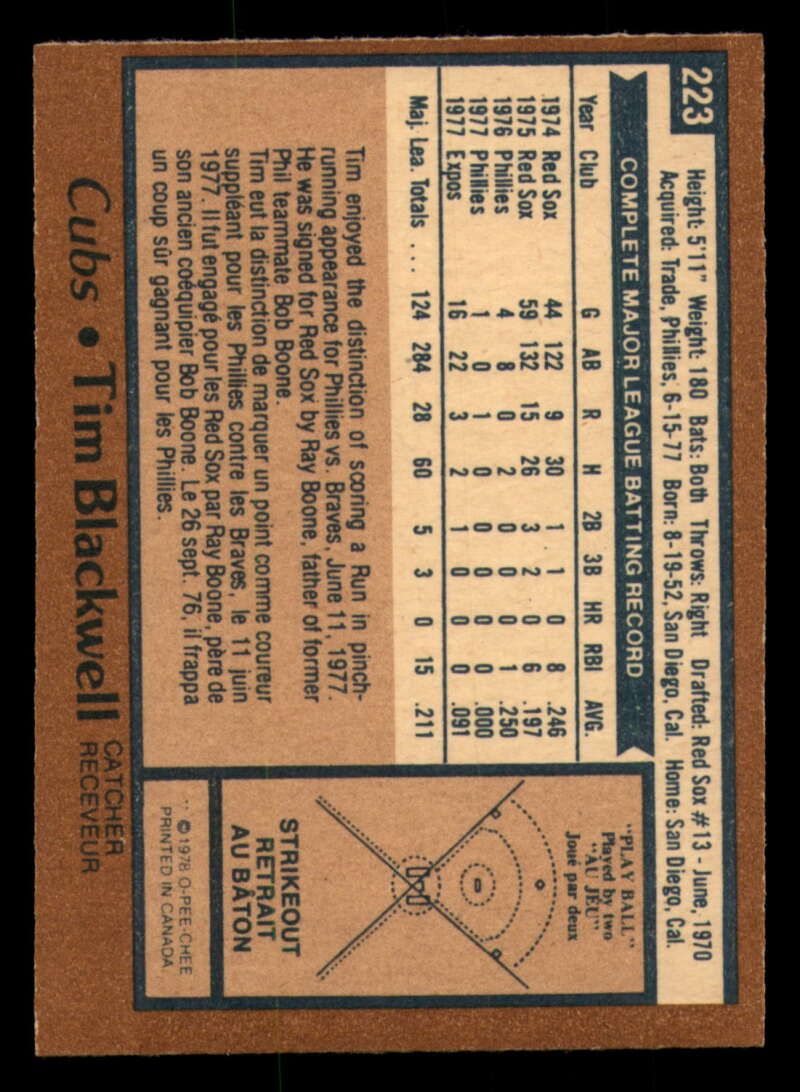 223
Height: 5'11" Weight: 180 Bats: Both Throws: Right Drafted: Red Sox #13 - June, 1970
Acquired: Trade, Phillies, 6-15-77 Born: 8-19-52, San Diego, Cal. Home: San Diego, Cal.
COMPLETE MAJOR LEAGUE BATTING RECORD
Year Club G AB R H 2B 3B HR RBI AVG.
1974 Red Sox 44 122 9 30 1 1 0 8 .246
1975 Red Sox 59 132 15 26 3 2 0 6 .197
1976 Phillies 4 8 0 2 0 0 0 1 .250
1977 Phillies 1 0 1 0 0 0 0 0 .000
1977 Expos 16 22 3 2 1 0 0 0 .091
Maj. Lea. Totals . . . 124 284 28 60 5 3 0 15 .211
Tim enjoyed the distinction of scoring a Run in pinch-
running appearance for Phillies vs. Braves, June 11, 1977.
He was signed for Red Sox by Ray Boone, father of former
Phil teammate Bob Boone.
Tim eut la distinction de marquer un point comme coureur
suppléant pour les Phillies contre les Braves, le 11 juin
1977. Il fut engagé pour les Red Sox par Ray Boone, père de
son ancien coéquipier Bob Boone. Le 26 sept. 76, il frappa
un coup sûr gagnant pour les Phillies.
"PLAY BALL"
Played by two
"AU JEU"
Joué par deux
STRIKEOUT
RETRAIT
AU BÂTON
** © 1978 O-PEE-CHEE
PRINTED IN CANADA
Cubs • Tim Blackwell CATCHER
RECEVEUR